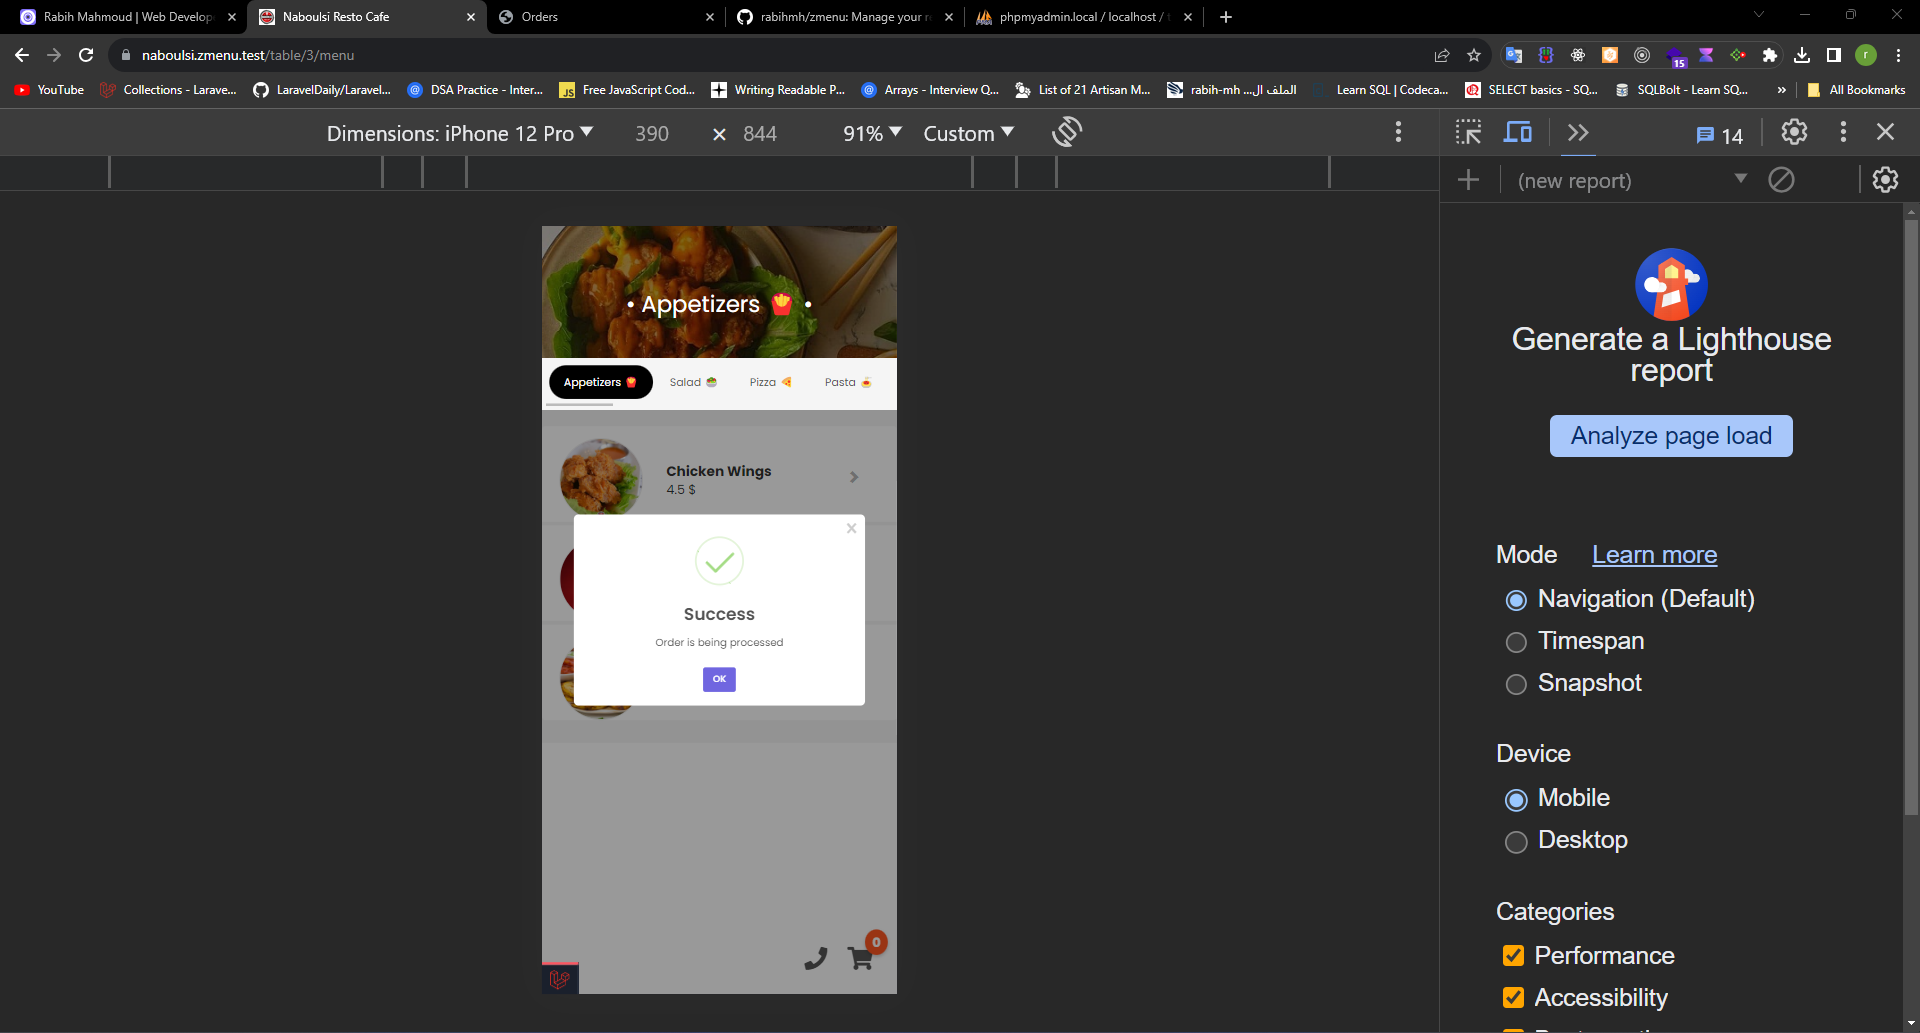 Rabih Mahmoud | Web Develop
Naboulsi Resto Cafe
Orders
rabihmh/zmenu: Manage your re
phpmyadmin.local / localhost /
naboulsi.zmenu.test/table/3/menu
15
r
YouTube
Collections - Larave...
LaravelDaily/Laravel...
DSA Practice - Inter...
JS
Free JavaScript Cod...
Writing Readable P...
Arrays - Interview Q...
List of 21 Artisan M...
rabih-mh ...الملف ال
Learn SQL | Codeca...
SELECT basics - SQ...
SQLBolt - Learn SQ...
»
All Bookmarks
Dimensions: iPhone 12 Pro
390 × 844
91%
Custom
14
(new report)
• Appetizers 🍟 •
Appetizers 🍟
Salad 🥗
Pizza 🍕
Pasta 🍝
Chicken Wings
4.5 $
×
Success
Order is being processed
OK
0
Generate a Lighthouse
report
Analyze page load
Mode Learn more
Navigation (Default)
Timespan
Snapshot
Device
Mobile
Desktop
Categories
Performance
Accessibility